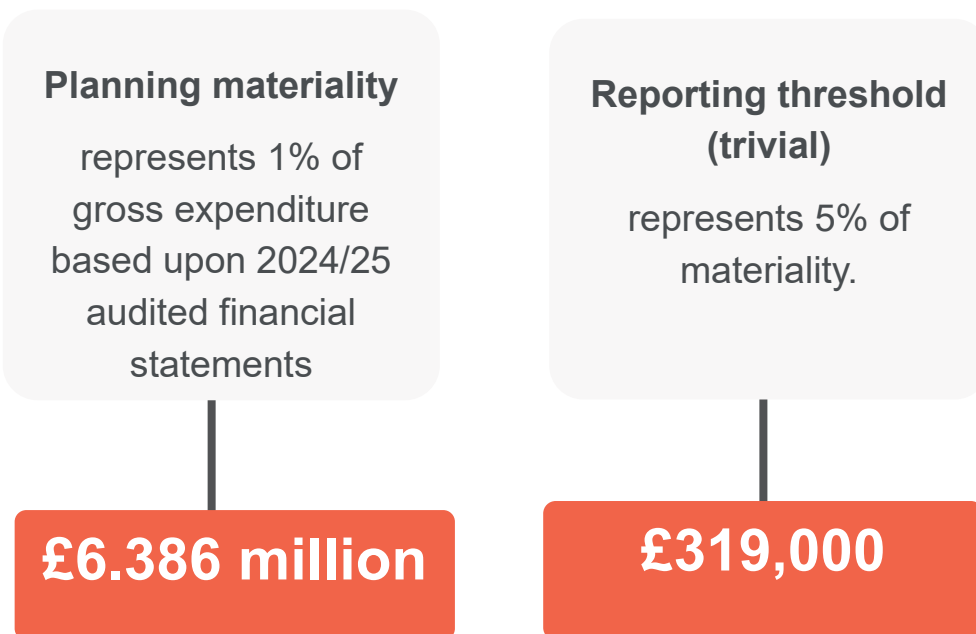 Planning materiality
represents 1% of
gross expenditure
based upon 2024/25
audited financial
statements
£6.386 million
Reporting threshold
(trivial)
represents 5% of
materiality.
£319,000